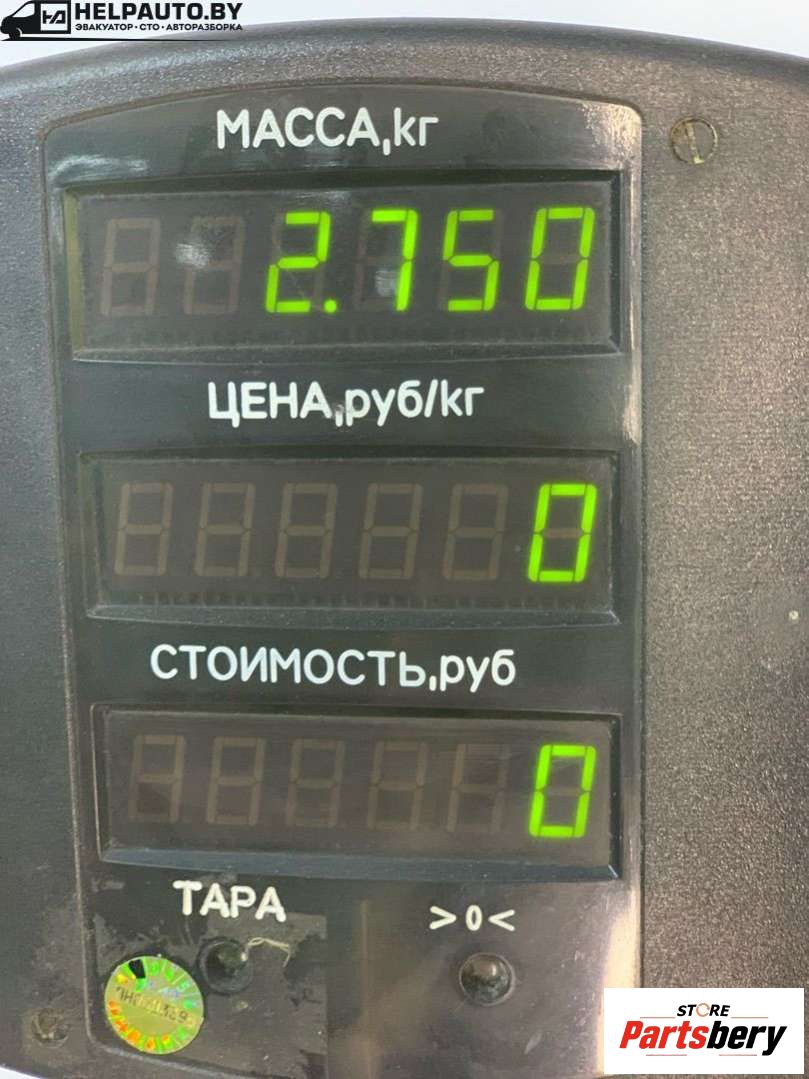 HELPAUTO.BY
ЭВАКУАТОР • СТО • АВТОРАЗБОРКА
МАССА,кг
2.750
ЦЕНА,руб/кг
0
СТОИМОСТЬ,руб
0
ТАРА
>0<
STORE
Partsbery